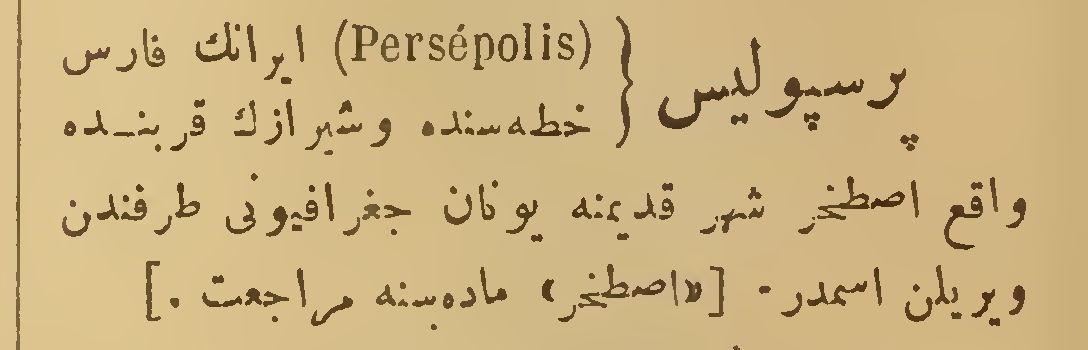 پرسپولیس } (Persépolis) ایرانك فارس
خطه‌سنده وشیرازك قربنده
واقع اصطخر شهر قدیمنه یونان جغرافیونی طرفندن
ویریلن اسمدر. [«اصطخر» ماده‌سنه مراجعت.]